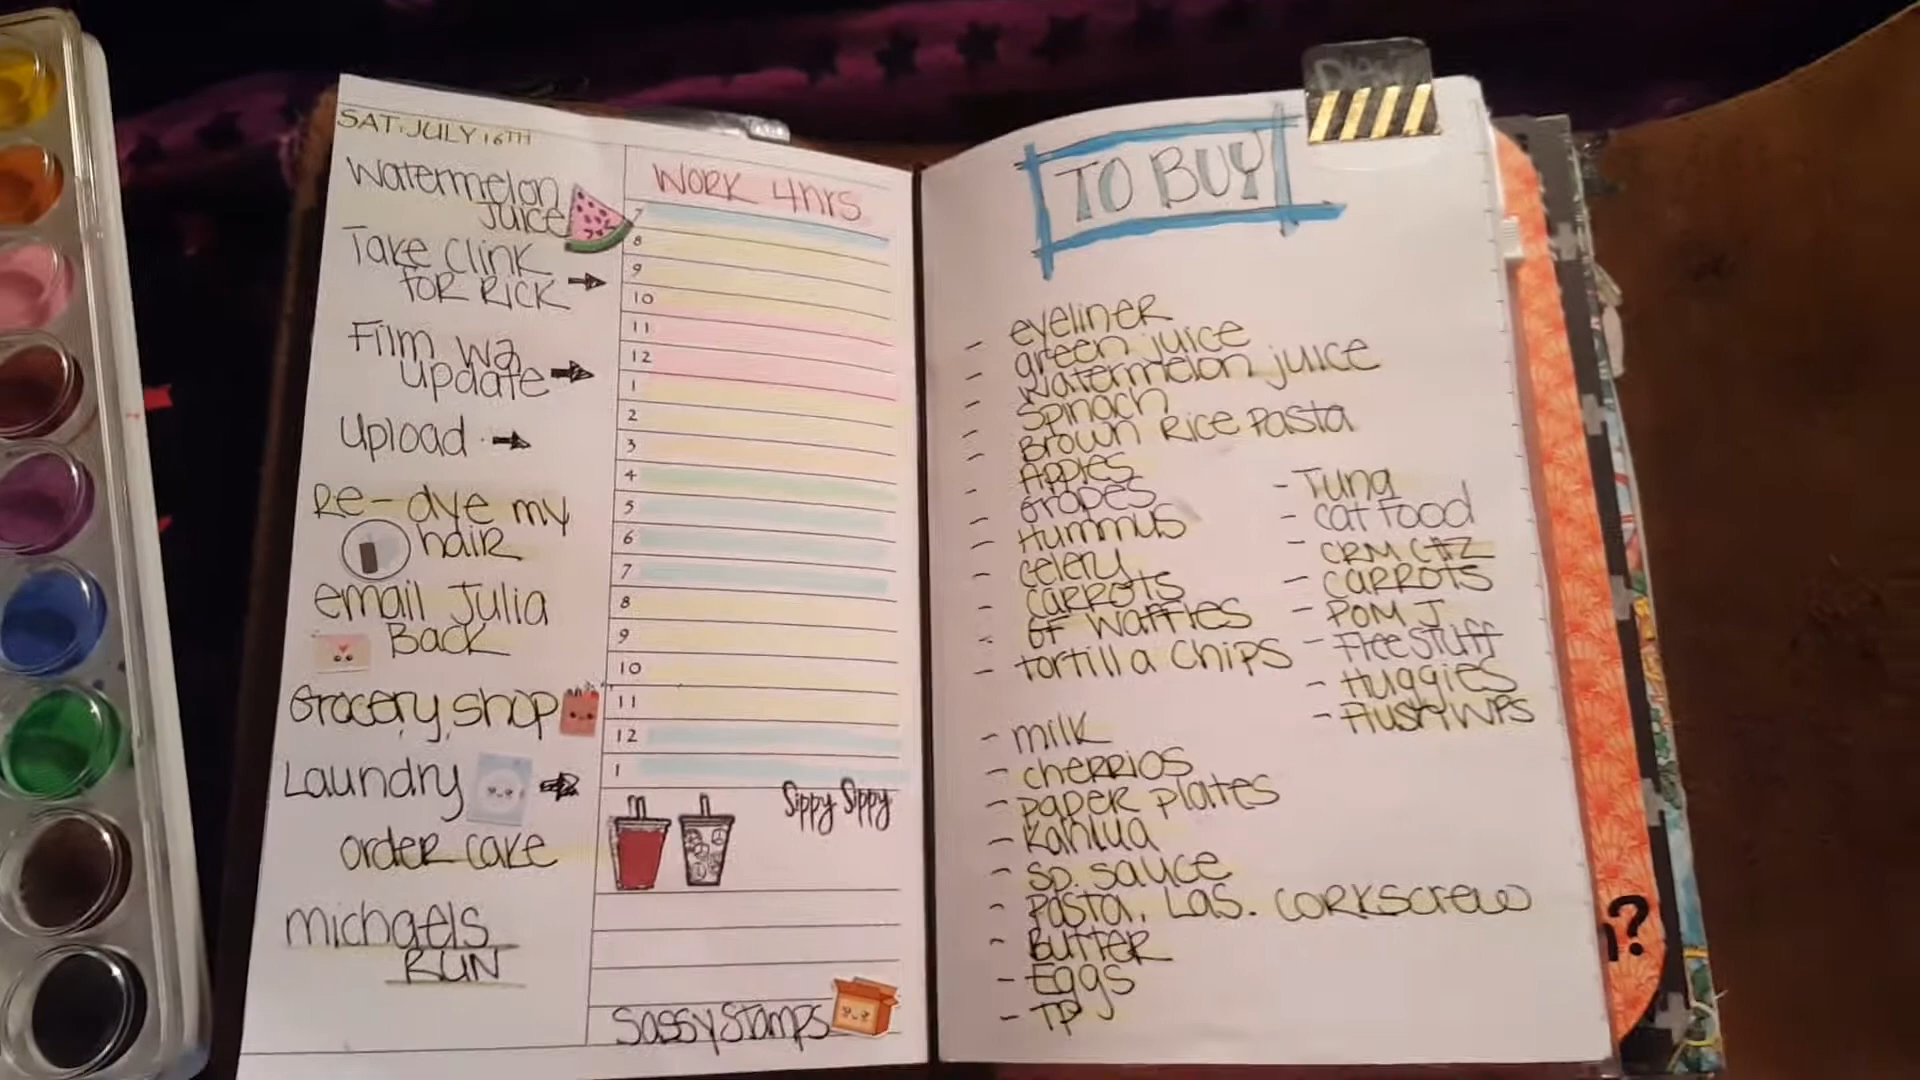 SAT. JULY 16TH
Watermelon
Juice
Take Clink
FOR RICK
Film wa
update
Upload
Re-dye my
hair
email Julia
Back
Grocery shop
Laundry
order cake
michaels
RUN
WORK 4hrs
7
8
9
10
11
12
1
2
3
4
5
6
7
8
9
10
11
12
1
Sippy Sippy
SassyStamps
TO BUY
- eyeliner
- green juice
- Watermelon juice
- Spinach
- Brown Rice Pasta
- Apples
- Grapes
- Hummus
- Celery
- CARROTS
- GF Waffles
- tortilla Chips
- milk
- cherrios
- paper plates
- Kahlua
- sp. sauce
- Pasta, Las. corkscrew
- BUTTER
- Eggs
- TP
- Tuna
- cat food
- CRM CHZ
- CARROTS
- POM J
- Flee Stuff
- Huggies
- Flush WPS
?